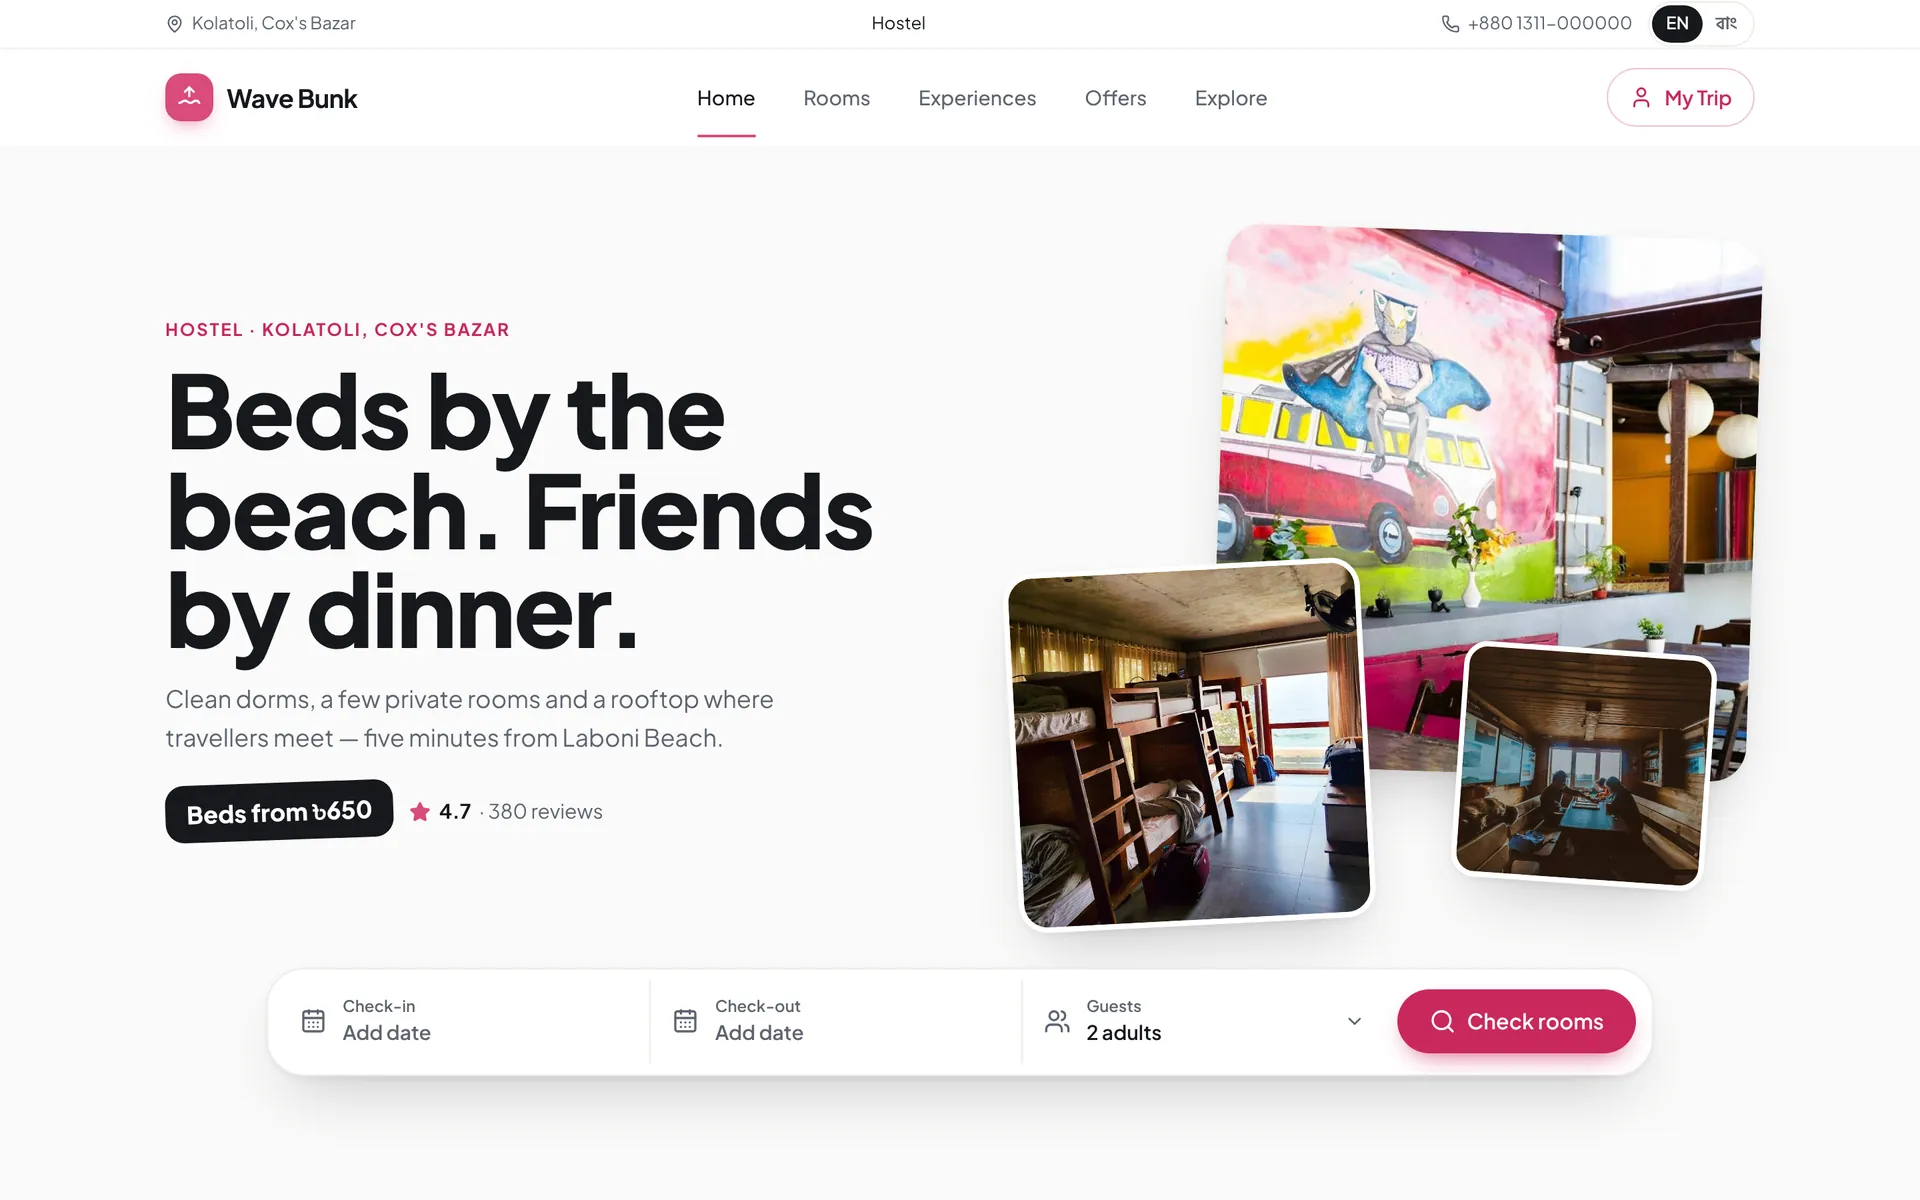 Kolatoli, Cox's Bazar
Hostel
+880 1311-000000
EN
বাং
Wave Bunk
Home
Rooms
Experiences
Offers
Explore
My Trip
HOSTEL · KOLATOLI, COX'S BAZAR
Beds by the
beach. Friends
by dinner.
Clean dorms, a few private rooms and a rooftop where
travellers meet — five minutes from Laboni Beach.
Beds from ৳650
4.7 · 380 reviews
Check-in
Add date
Check-out
Add date
Guests
2 adults
Check rooms